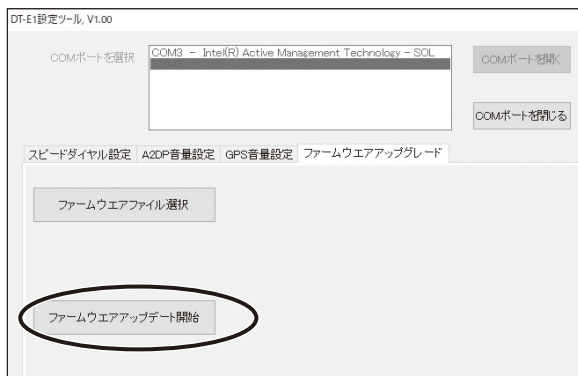 DT-E1設定ツール, V1.00
COMポートを選択
COM3 - Intel(R) Active Management Technology - SOL
COMポートを開く
COMポートを閉じる
スピードダイヤル設定 A2DP音量設定 GPS音量設定 ファームウエアアップグレード
ファームウエアファイル選択
ファームウエアアップデート開始